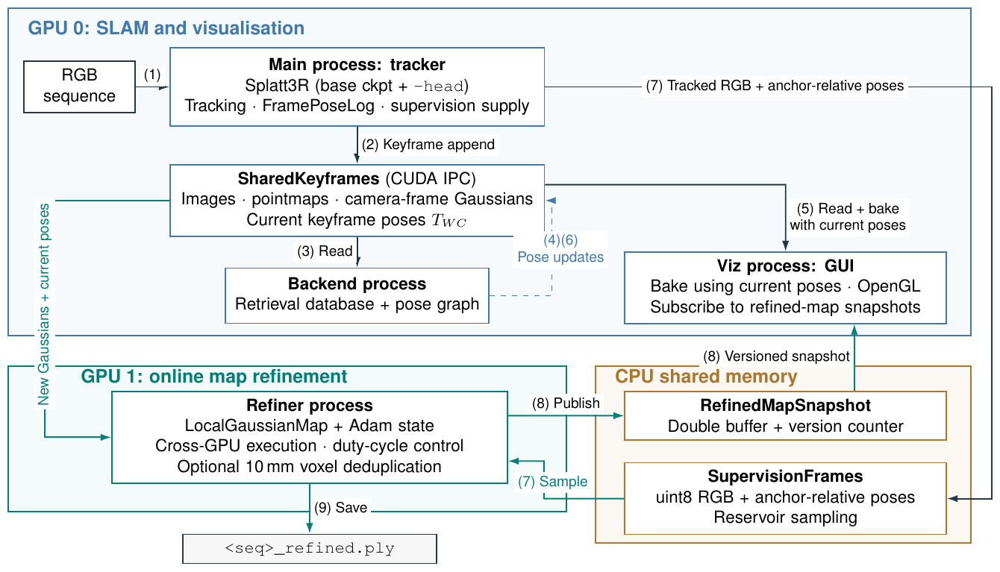 GPU 0: SLAM and visualisation
RGB
sequence
(1)
Main process: tracker
Splatt3R (base ckpt + -head)
Tracking · FramePoseLog · supervision supply
(7) Tracked RGB + anchor-relative poses
(2) Keyframe append
SharedKeyframes (CUDA IPC)
Images · pointmaps · camera-frame Gaussians
Current keyframe poses T_WC
(5) Read + bake
with current poses
(3) Read
(4)(6)
Pose updates
Backend process
Retrieval database + pose graph
Viz process: GUI
Bake using current poses · OpenGL
Subscribe to refined-map snapshots
New Gaussians + current poses
(8) Versioned snapshot
GPU 1: online map refinement
Refiner process
LocalGaussianMap + Adam state
Cross-GPU execution · duty-cycle control
Optional 10 mm voxel deduplication
(8) Publish
(7) Sample
CPU shared memory
RefinedMapSnapshot
Double buffer + version counter
SupervisionFrames
uint8 RGB + anchor-relative poses
Reservoir sampling
(9) Save
<seq>_refined.ply